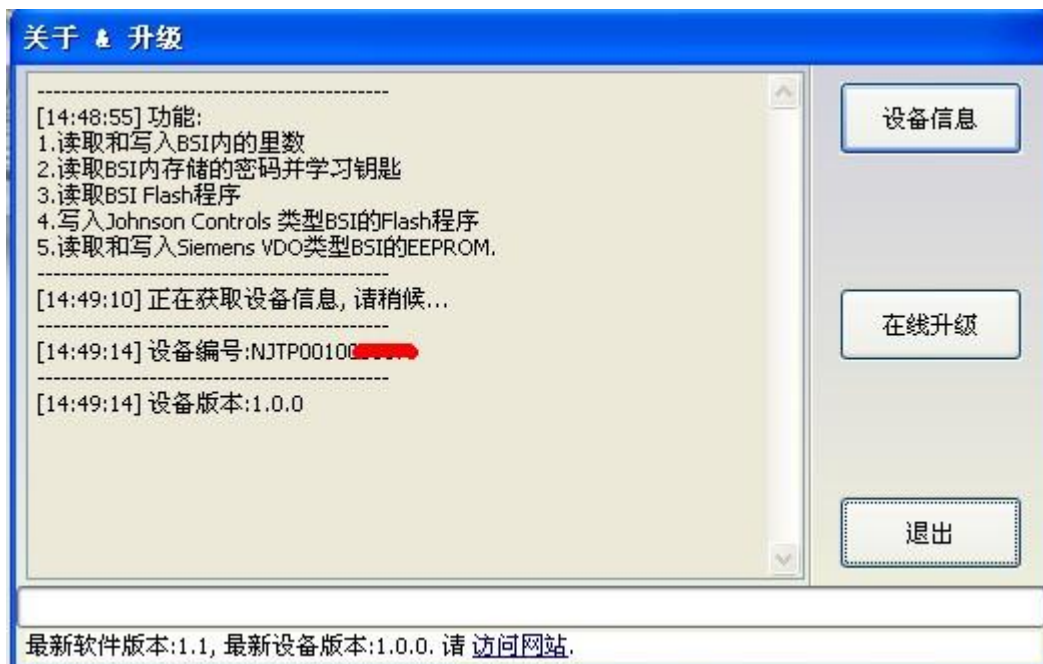 关于 & 升级
----------------------------------------
[14:48:55] 功能:
1.读取和写入BSI内的里数
2.读取BSI内存储的密码并学习钥匙
3.读取BSI Flash程序
4.写入Johnson Controls 类型BSI的Flash程序
5.读取和写入Siemens VDO类型BSI的EEPROM.
----------------------------------------
[14:49:10] 正在获取设备信息, 请稍候...
----------------------------------------
[14:49:14] 设备编号:NJTP0010
----------------------------------------
[14:49:14] 设备版本:1.0.0
设备信息
在线升级
退出
最新软件版本:1.1, 最新设备版本:1.0.0. 请 访问网站.